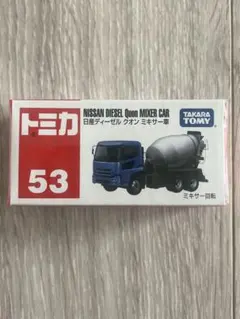 トミカ
53
NISSAN DIESEL Quon MIXER CAR
日産ディーゼル クオン ミキサー車
TAKARA
TOMY
ミキサー回転